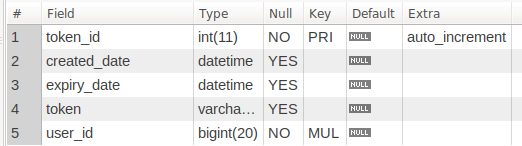 # Field Type Null Key Default Extra
1 token_id int(11) NO PRI NULL auto_increment
2 created_date datetime YES NULL
3 expiry_date datetime YES NULL
4 token varcha... YES NULL
5 user_id bigint(20) NO MUL NULL